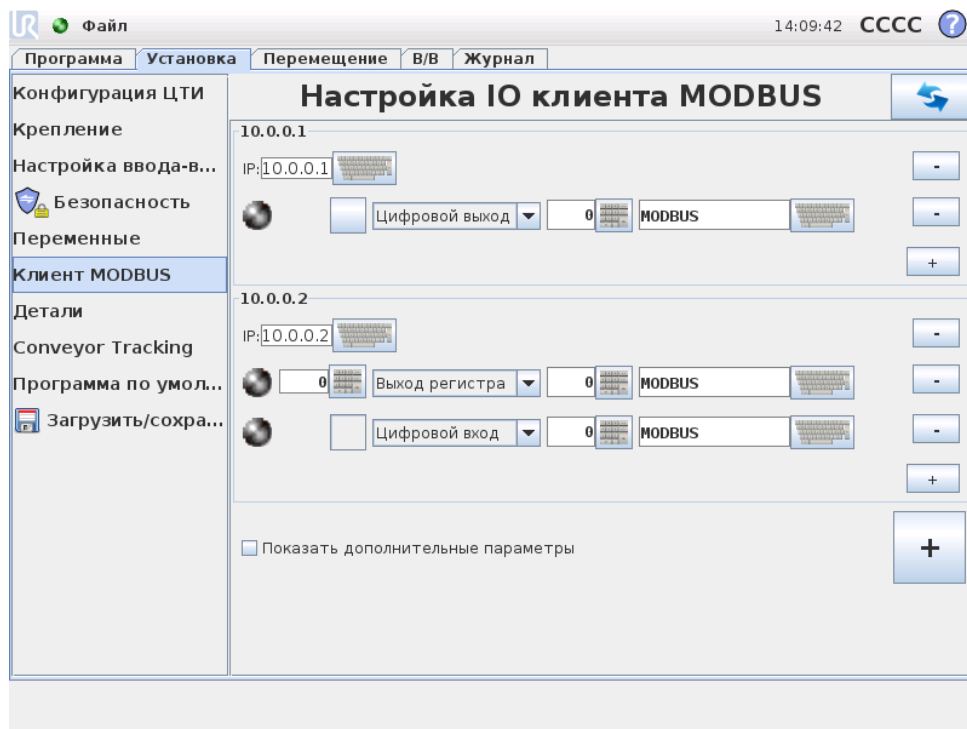 UR Файл 14:09:42 CCCC ?
Программа Установка Перемещение В/В Журнал
Конфигурация ЦТИ
Крепление
Настройка ввода-в...
Безопасность
Переменные
Клиент MODBUS
Детали
Conveyor Tracking
Программа по умол...
Загрузить/сохра...
Настройка IO клиента MODBUS
10.0.0.1
IP: 10.0.0.1 -
Цифровой выход 0 MODBUS -
+
10.0.0.2
IP: 10.0.0.2 -
0 Выход регистра 0 MODBUS -
Цифровой вход 0 MODBUS -
+
Показать дополнительные параметры +